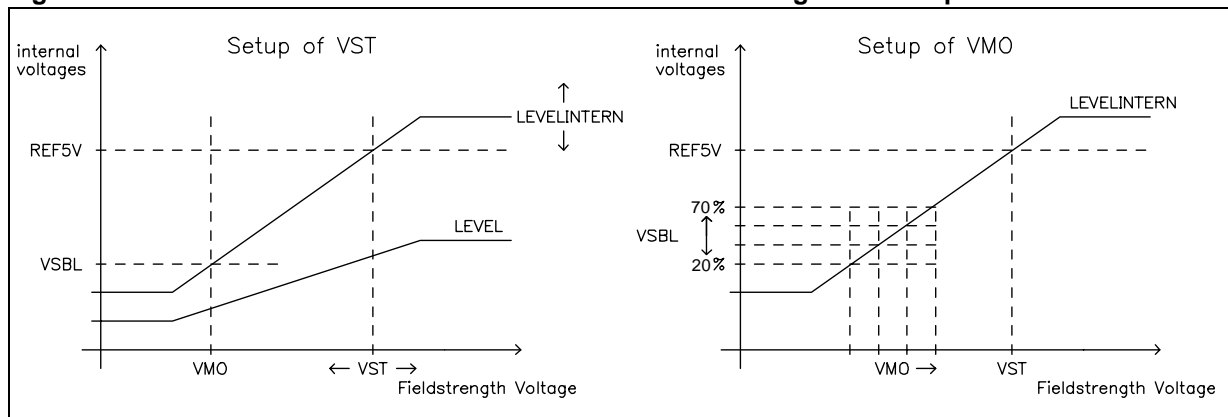 Setup of VST
internal
voltages
LEVELINTERN
REF5V
LEVEL
VSBL
VMO
← VST →
Fieldstrength Voltage
Setup of VMO
internal
voltages
LEVELINTERN
REF5V
70%
VSBL
20%
VMO →
VST
Fieldstrength Voltage